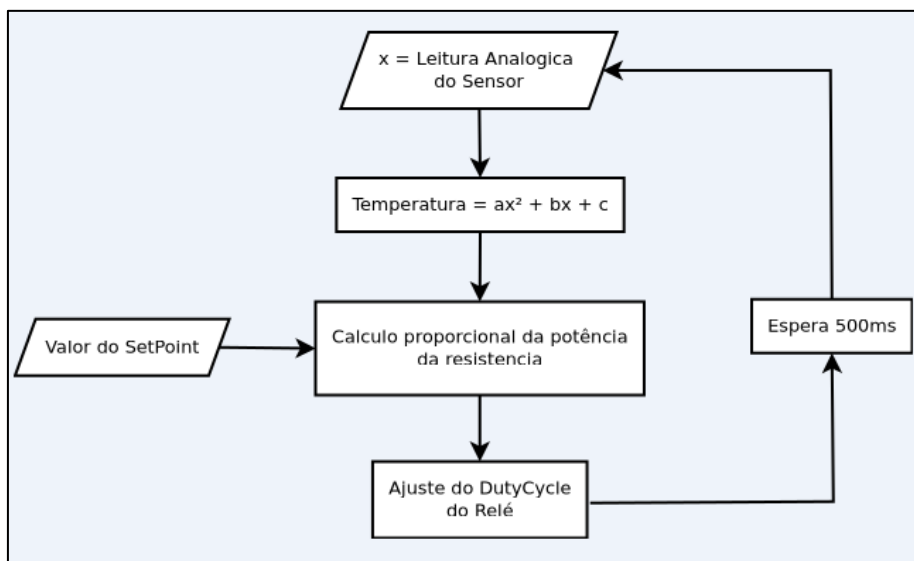 x = Leitura Analogica
do Sensor
Temperatura = ax² + bx + c
Valor do SetPoint
Calculo proporcional da potência
da resistencia
Espera 500ms
Ajuste do DutyCycle
do Relé